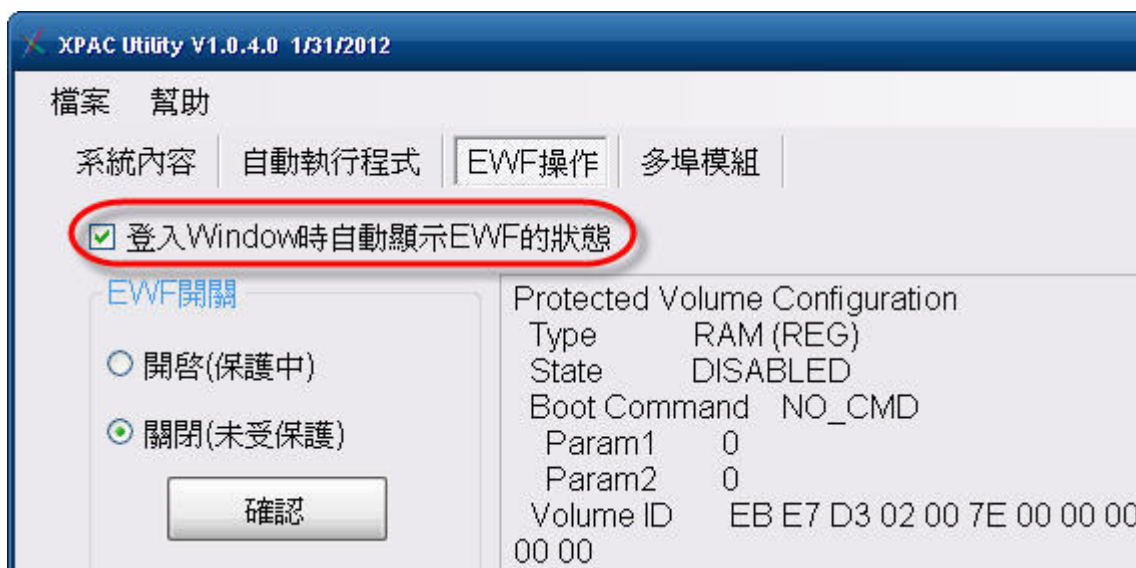 XPAC Utility V1.0.4.0 1/31/2012
檔案 幫助
系統內容 自動執行程式 EWF操作 多埠模組
登入Window時自動顯示EWF的狀態
EWF開關
開啓(保護中)
關閉(未受保護)
確認
Protected Volume Configuration
Type RAM (REG)
State DISABLED
Boot Command NO_CMD
Param1 0
Param2 0
Volume ID EB E7 D3 02 00 7E 00 00 00
00 00